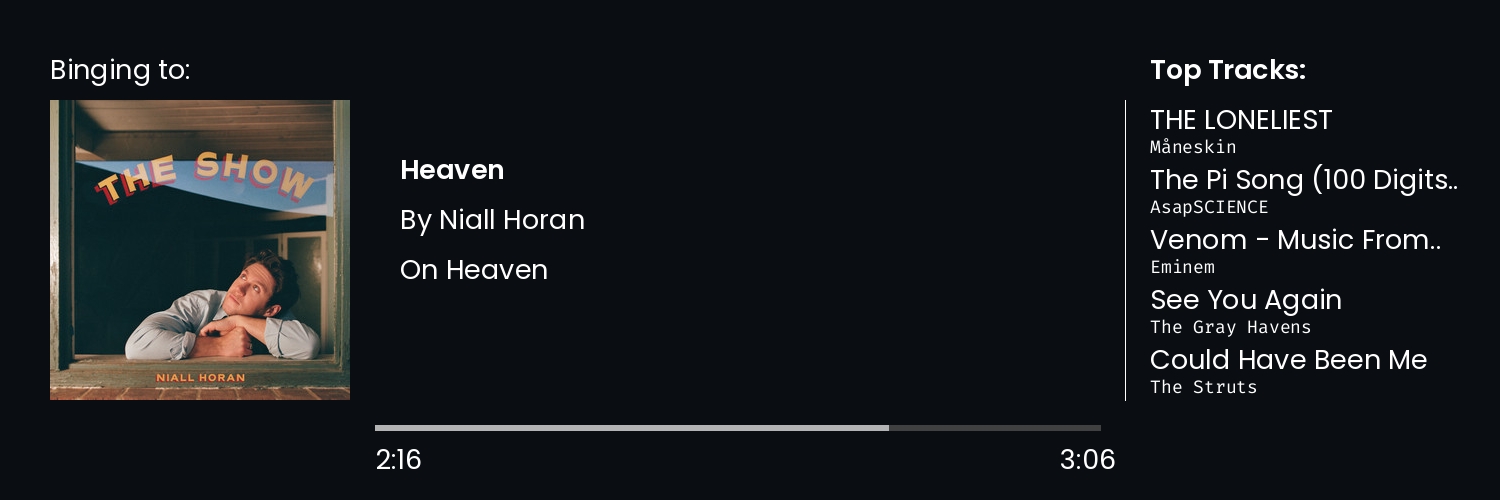 Binging to:
THE SHOW
NIALL HORAN
Heaven
By Niall Horan
On Heaven
2:16
3:06
Top Tracks:
THE LONELIEST
Måneskin
The Pi Song (100 Digits..
AsapSCIENCE
Venom - Music From..
Eminem
See You Again
The Gray Havens
Could Have Been Me
The Struts